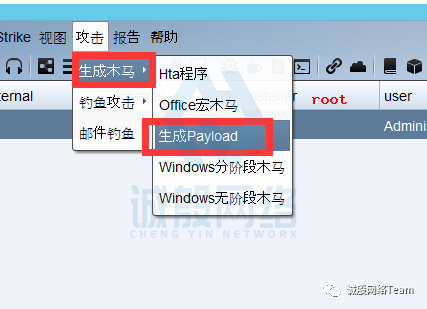 Strike 视图 攻击 报告 帮助
生成木马
钓鱼攻击
邮件钓鱼
Hta程序
Office宏木马
生成Payload
Windows分阶段木马
Windows无阶段木马
ternal
listener
root
user
Admini
诚殷网络
CHENG YIN NETWORK
诚殷网络Team